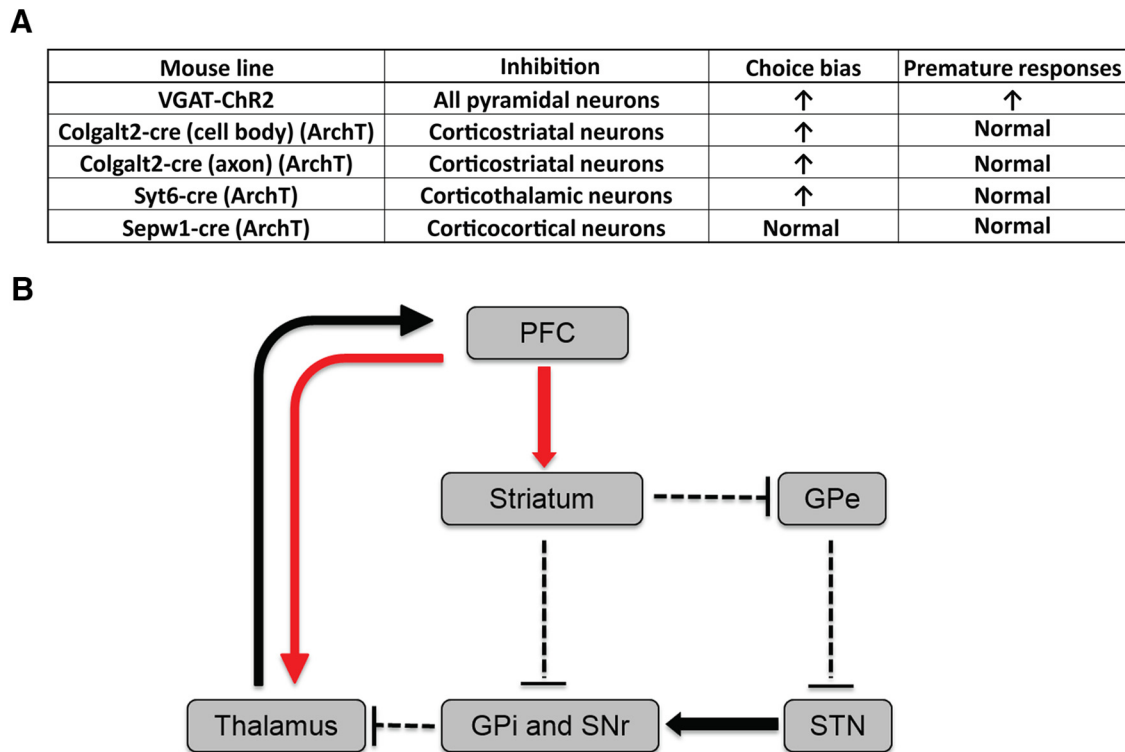 A
Mouse line Inhibition Choice bias Premature responses
VGAT-ChR2 All pyramidal neurons ↑ ↑
Colgalt2-cre (cell body) (ArchT) Corticostriatal neurons ↑ Normal
Colgalt2-cre (axon) (ArchT) Corticostriatal neurons ↑ Normal
Syt6-cre (ArchT) Corticothalamic neurons ↑ Normal
Sepw1-cre (ArchT) Corticocortical neurons Normal Normal
B
PFC
Striatum GPe
Thalamus GPi and SNr STN